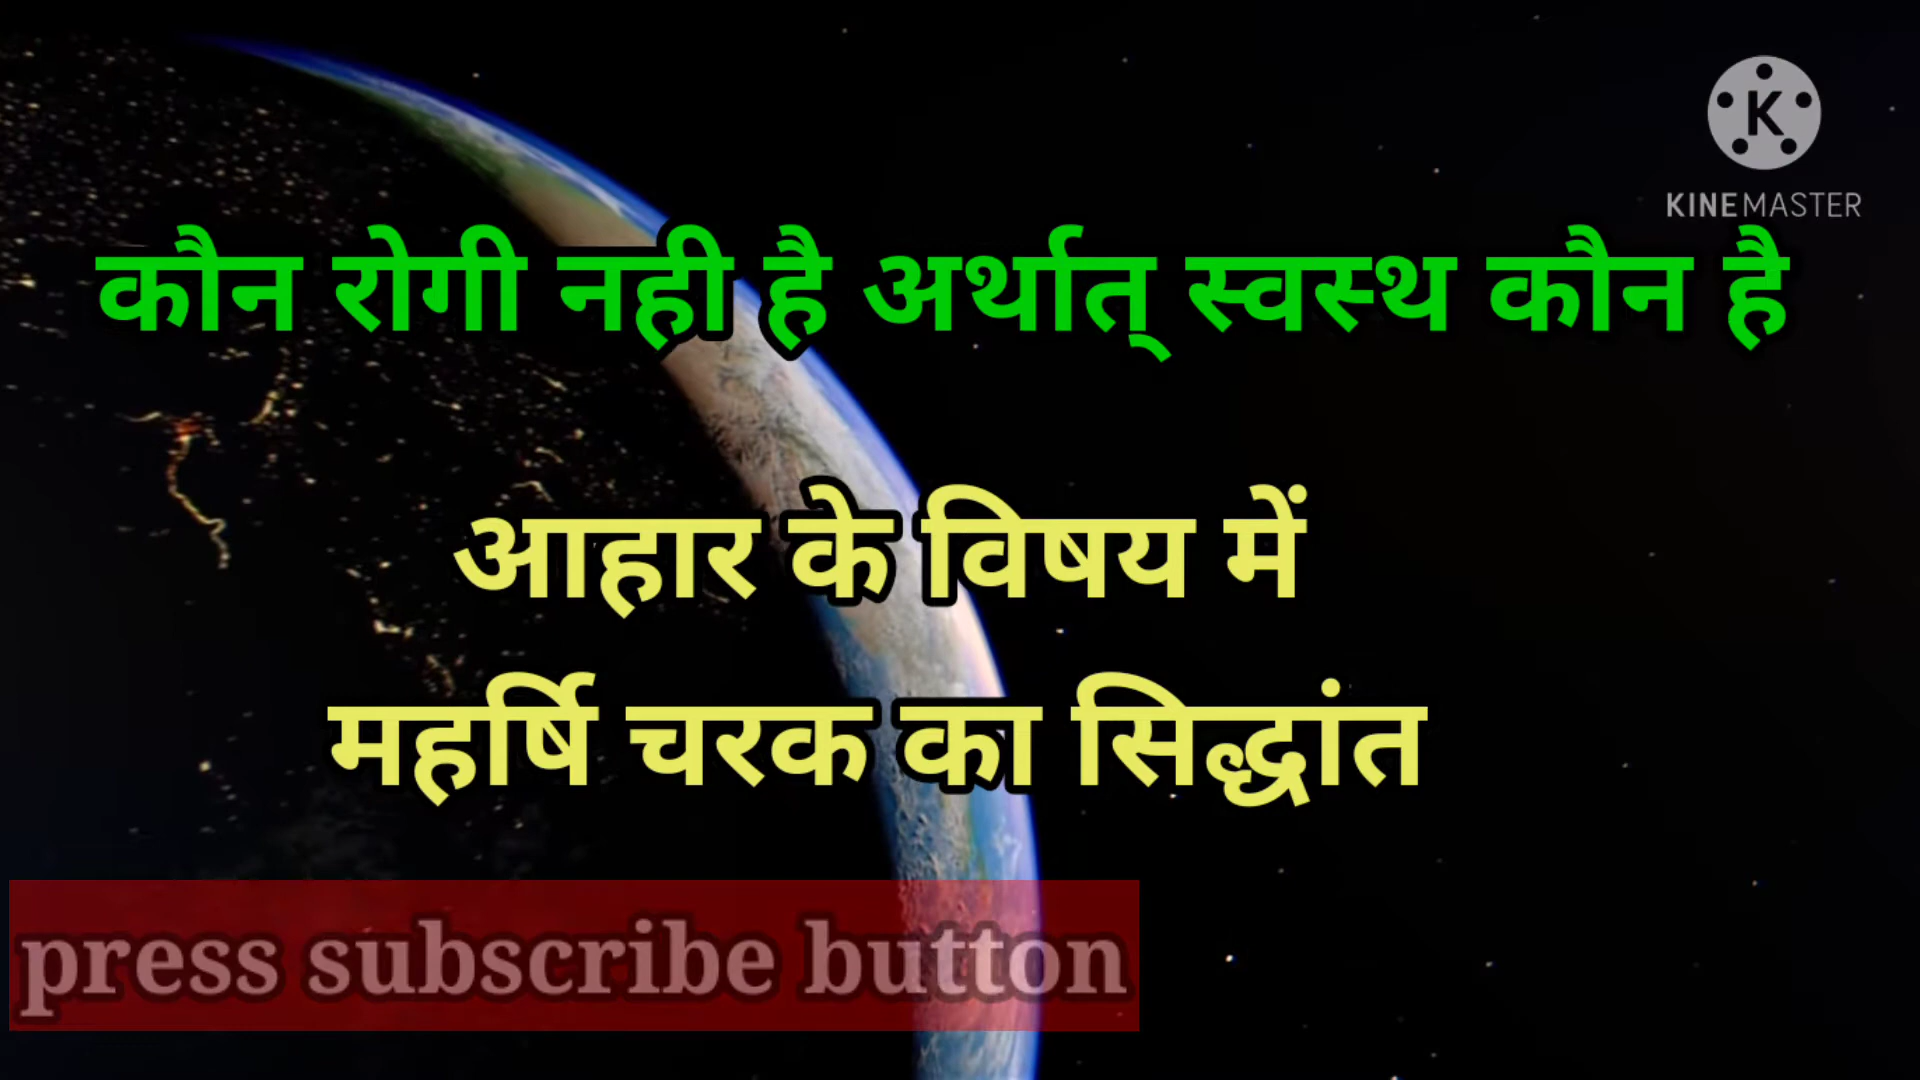 K
KINEMASTER
कौन रोगी नही है अर्थात् स्वस्थ कौन है
आहार के विषय में
महर्षि चरक का सिद्धांत
press subscribe button